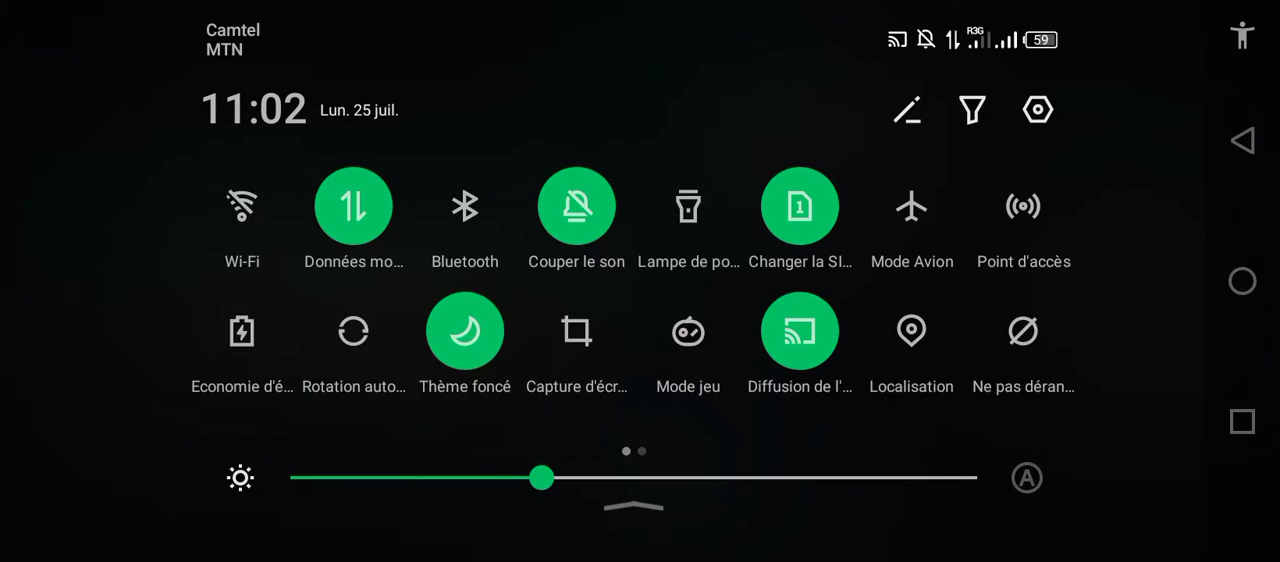 Camtel
MTN
R3G
59
11:02 Lun. 25 juil.
1
Wi-Fi Données mo... Bluetooth Couper le son Lampe de po... Changer la SI... Mode Avion Point d'accès
Economie d'é... Rotation auto... Thème foncé Capture d'écr... Mode jeu Diffusion de l'... Localisation Ne pas déran...
A